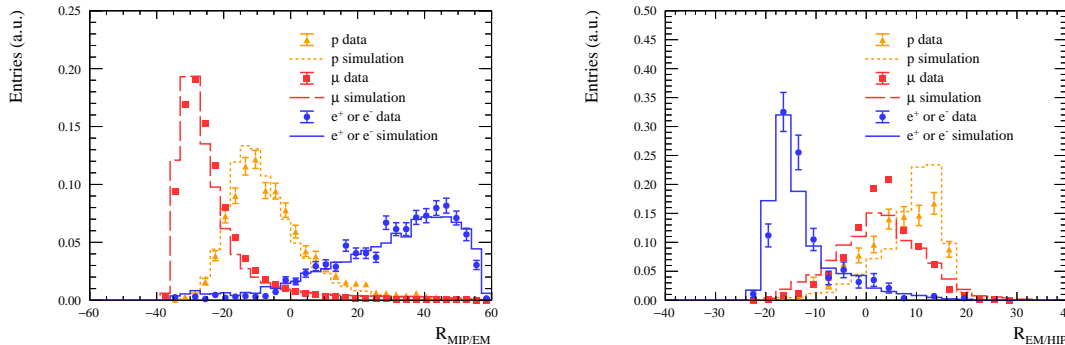 Entries (a.u.)
0.25
0.20
0.15
0.10
0.05
0.00
p data
p simulation
μ data
μ simulation
e⁺ or e⁻ data
e⁺ or e⁻ simulation
−60 −40 −20 0 20 40 60
R_MIP/EM
Entries (a.u.)
0.50
0.45
0.40
0.35
0.30
0.25
0.20
0.15
0.10
0.05
0.00
p data
p simulation
μ data
μ simulation
e⁺ or e⁻ data
e⁺ or e⁻ simulation
−40 −30 −20 −10 0 10 20 30 40
R_EM/HIP